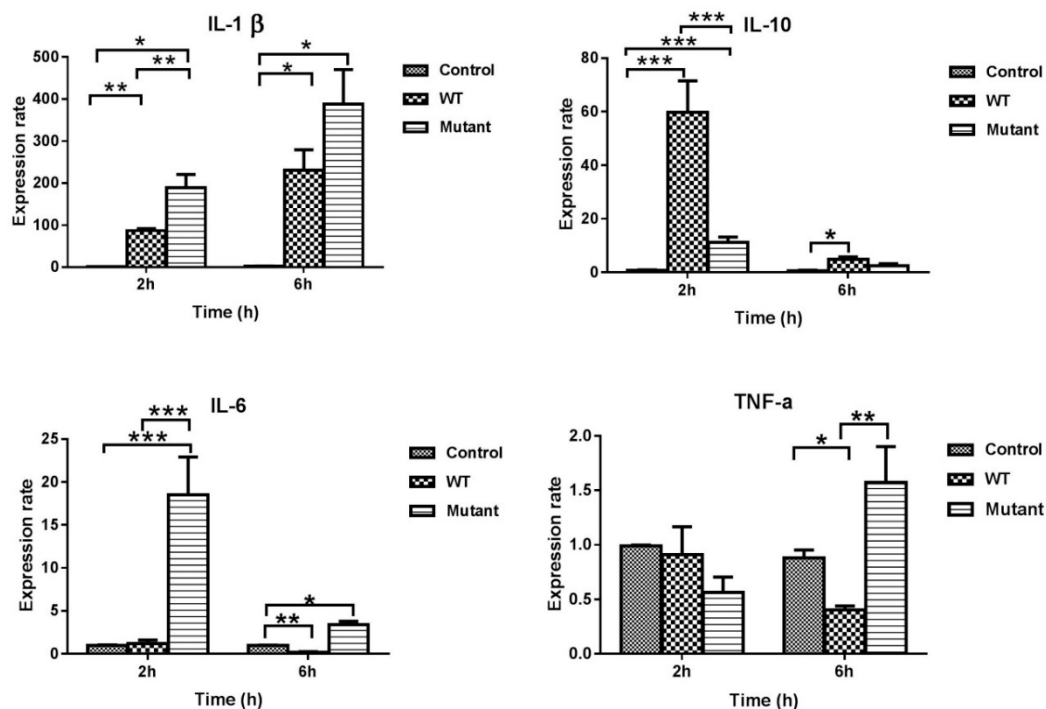 IL-1 β
Expression rate
500
400
300
200
100
0
*
**
**
*
*
2h
6h
Time (h)
Control
WT
Mutant
IL-10
Expression rate
80
60
40
20
0
***
***
***
*
2h
6h
Time (h)
Control
WT
Mutant
IL-6
Expression rate
25
20
15
10
5
0
***
***
*
**
2h
6h
Time (h)
Control
WT
Mutant
TNF-a
Expression rate
2.0
1.5
1.0
0.5
0.0
**
*
2h
6h
Time (h)
Control
WT
Mutant